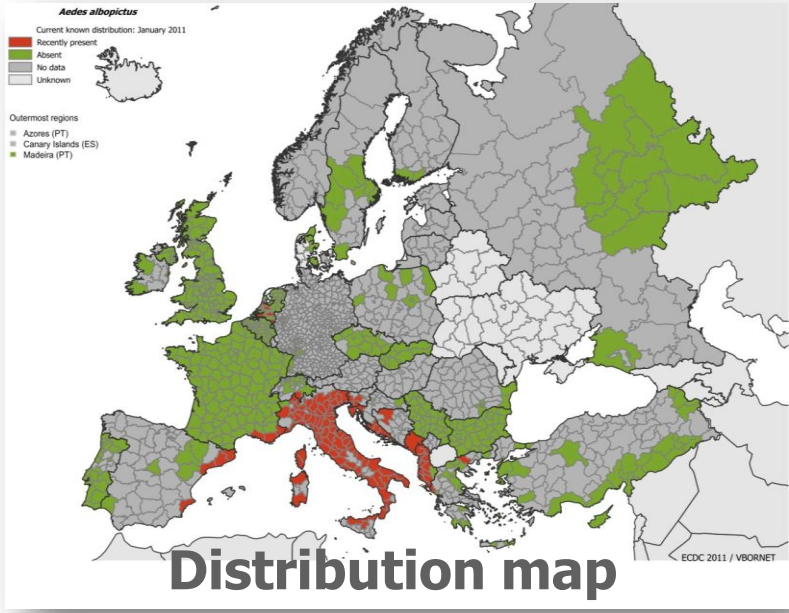 Aedes albopictus
Current known distribution: January 2011
Recently present
Absent
No data
Unknown
Outermost regions
Azores (PT)
Canary Islands (ES)
Madeira (PT)
ECDC 2011 / VBORNET
Distribution map